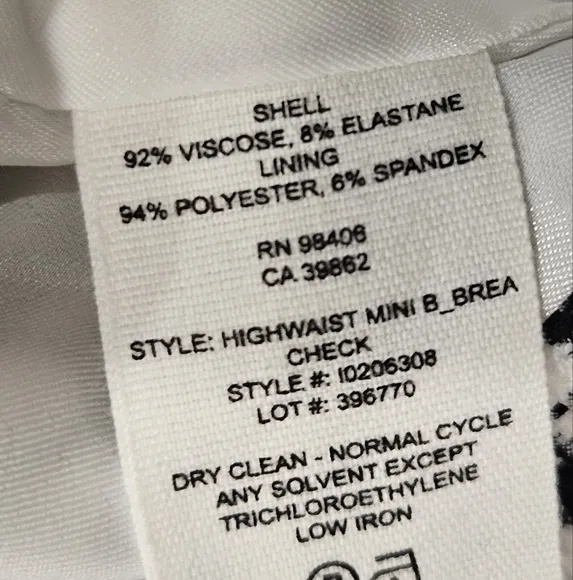 SHELL
92% VISCOSE, 8% ELASTANE
LINING
94% POLYESTER, 6% SPANDEX
RN 98406
CA 39862
STYLE: HIGHWAIST MINI B_BREA
CHECK
STYLE #: I0206308
LOT #: 396770
DRY CLEAN - NORMAL CYCLE
ANY SOLVENT EXCEPT
TRICHLOROETHYLENE
LOW IRON